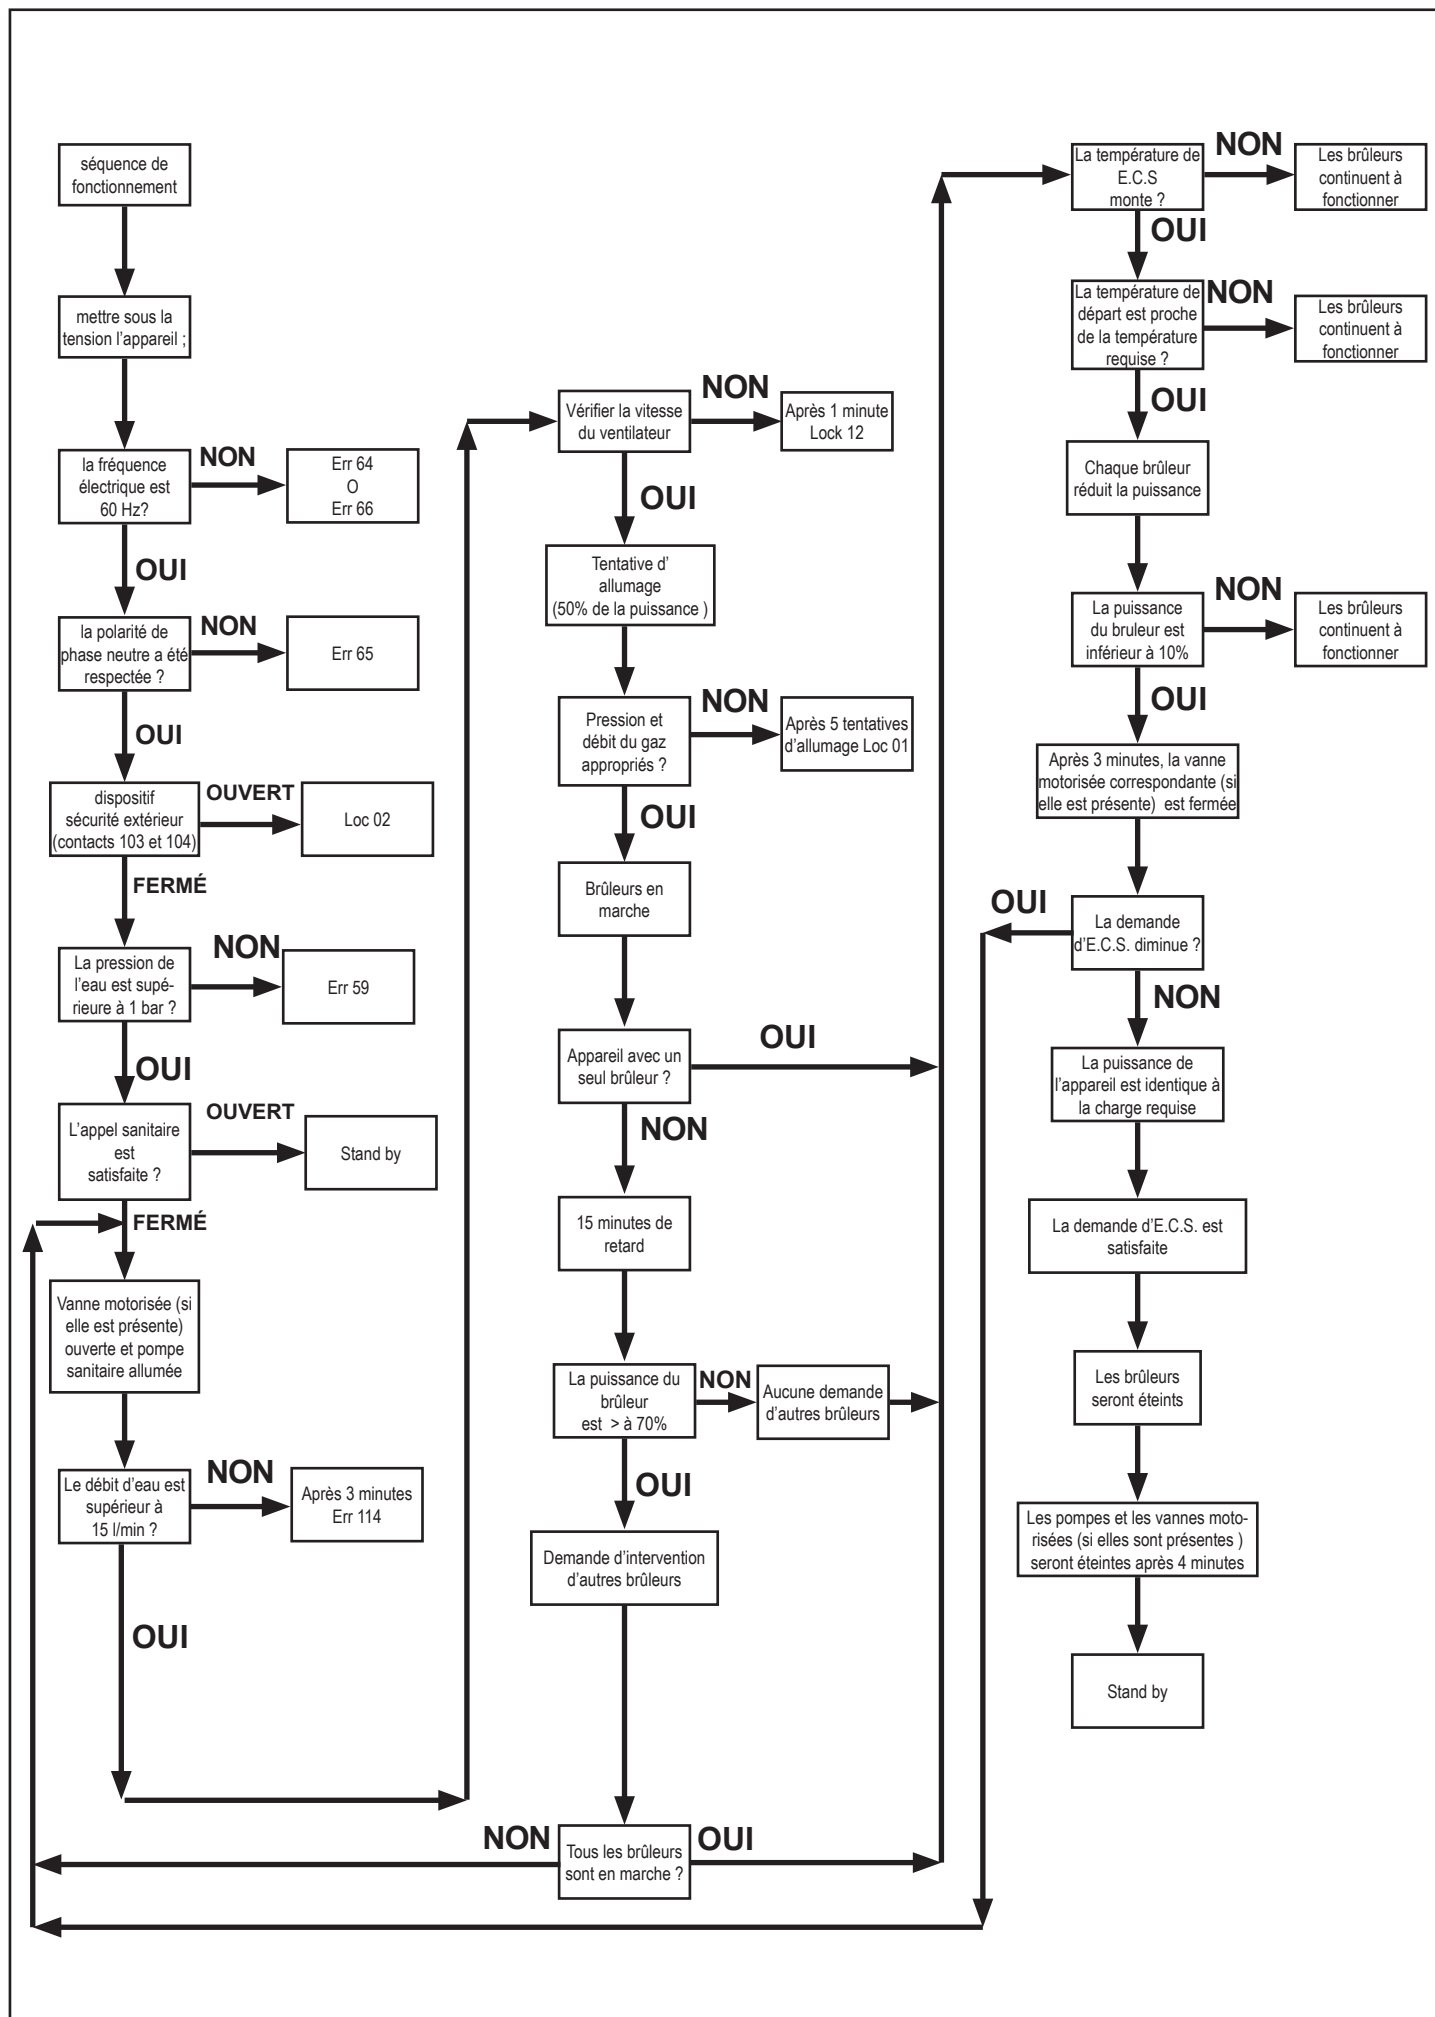 séquence de
fonctionnement
mettre sous la
tension l'appareil ;
la fréquence
électrique est
60 Hz?
NON
Err 64
O
Err 66
OUI
la polarité de
phase neutre a été
respectée ?
NON
Err 65
OUI
dispositif
sécurité extérieur
(contacts 103 et 104)
OUVERT
Loc 02
FERMÉ
La pression de
l'eau est supé-
rieure à 1 bar ?
NON
Err 59
OUI
L'appel sanitaire
est
satisfaite ?
OUVERT
Stand by
FERMÉ
Vanne motorisée (si
elle est présente)
ouverte et pompe
sanitaire allumée
Le débit d'eau est
supérieur à
15 l/min ?
NON
Après 3 minutes
Err 114
OUI
Vérifier la vitesse
du ventilateur
NON
Après 1 minute
Lock 12
OUI
Tentative d'
allumage
(50% de la puissance )
Pression et
débit du gaz
appropriés ?
NON
Après 5 tentatives
d'allumage Loc 01
OUI
Brûleurs en
marche
Appareil avec un
seul brûleur ?
OUI
NON
15 minutes de
retard
La puissance du
brûleur
est  > à 70%
NON
Aucune demande
d'autres brûleurs
OUI
Demande d'intervention
d'autres brûleurs
NON
Tous les brûleurs
sont en marche ?
OUI
La température de
E.C.S
monte ?
NON
Les brûleurs
continuent à
fonctionner
OUI
La température de
départ est proche
de la température
requise ?
NON
Les brûleurs
continuent à
fonctionner
OUI
Chaque brûleur
réduit la puissance
La puissance
du bruleur est
inférieur à 10%
NON
Les brûleurs
continuent à
fonctionner
OUI
Après 3 minutes, la vanne
motorisée correspondante (si
elle est présente)  est fermée
OUI
La demande
d'E.C.S. diminue ?
NON
La puissance de
l'appareil est identique à
la charge requise
La demande d'E.C.S. est
satisfaite
Les brûleurs
seront éteints
Les pompes et les vannes moto-
risées (si elles sont présentes )
seront éteintes après 4 minutes
Stand by